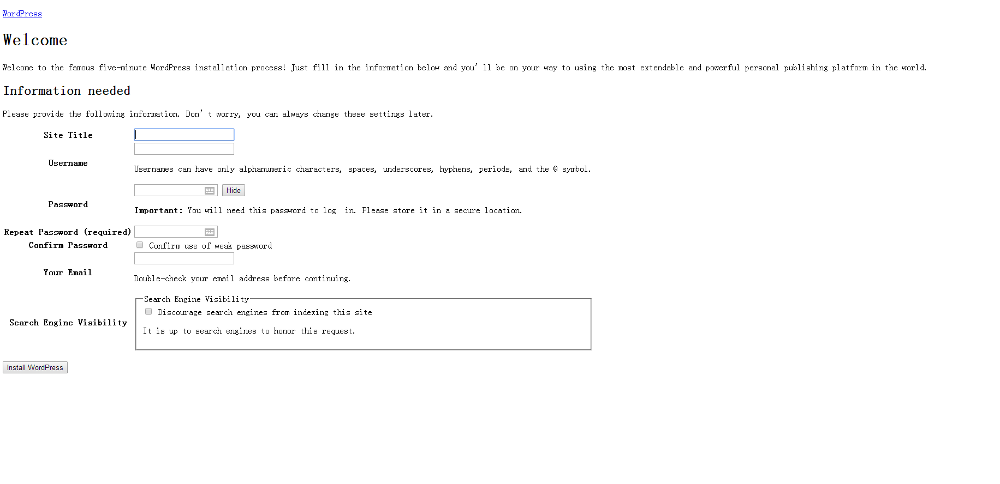 WordPress
Welcome
Welcome to the famous five-minute WordPress installation process! Just fill in the information below and you’ll be on your way to using the most extendable and powerful personal publishing platform in the world.
Information needed
Please provide the following information. Don’t worry, you can always change these settings later.
Site Title
Username
Usernames can have only alphanumeric characters, spaces, underscores, hyphens, periods, and the @ symbol.
Hide
Password
Important: You will need this password to log in. Please store it in a secure location.
Repeat Password (required)
Confirm Password Confirm use of weak password
Your Email
Double-check your email address before continuing.
Search Engine Visibility
Discourage search engines from indexing this site
Search Engine Visibility
It is up to search engines to honor this request.
Install WordPress